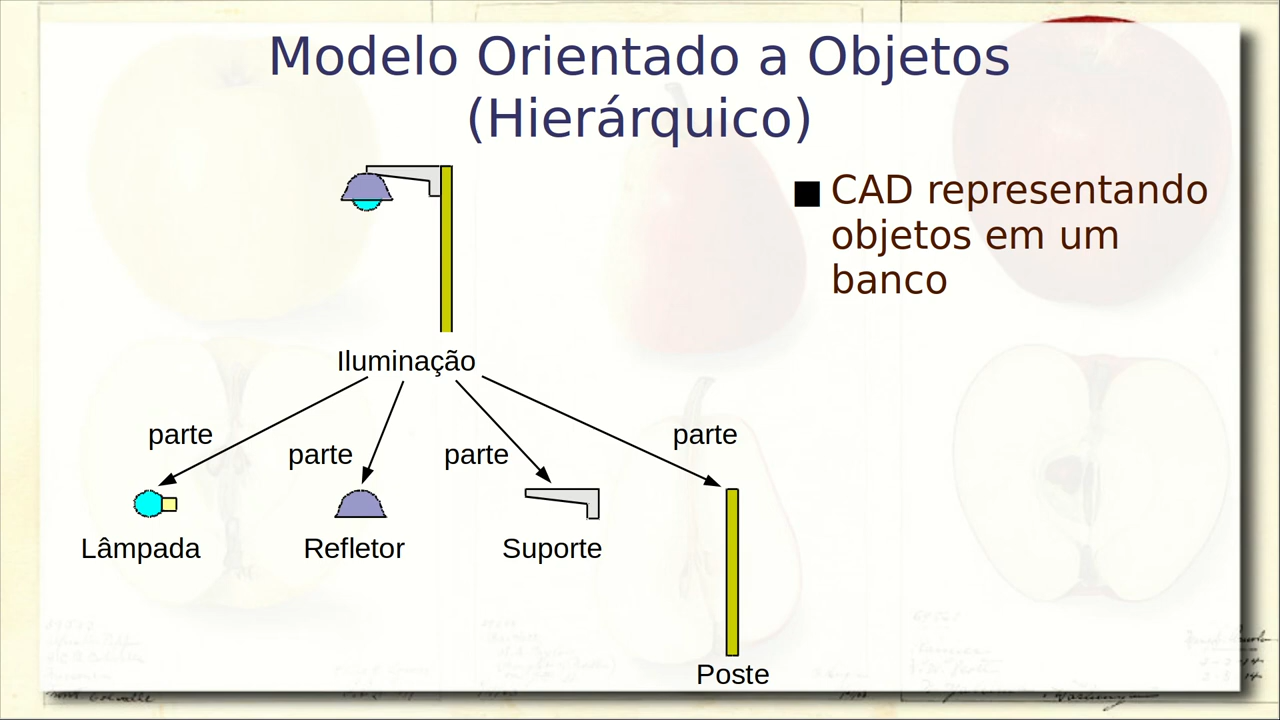 Modelo Orientado a Objetos
(Hierárquico)
CAD representando
objetos em um
banco
Iluminação
parte
parte
parte
parte
Lâmpada
Refletor
Suporte
Poste